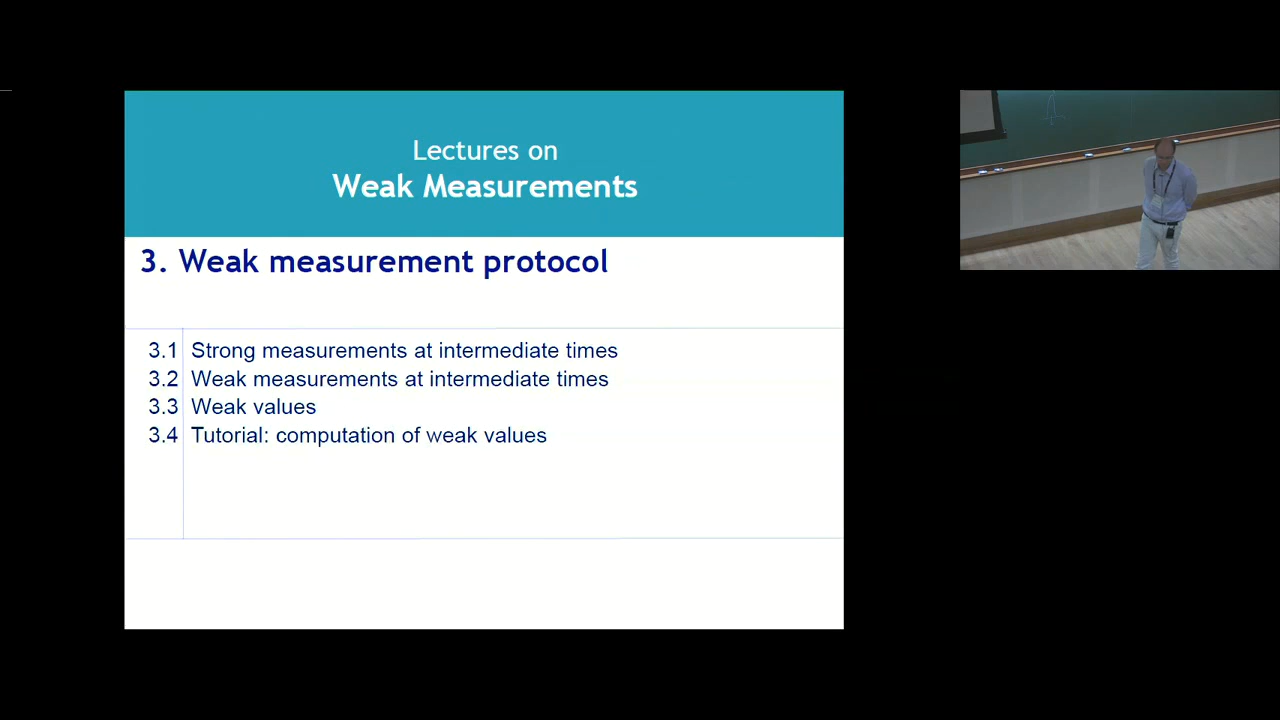 Lectures on
Weak Measurements
3. Weak measurement protocol
3.1 Strong measurements at intermediate times
3.2 Weak measurements at intermediate times
3.3 Weak values
3.4 Tutorial: computation of weak values